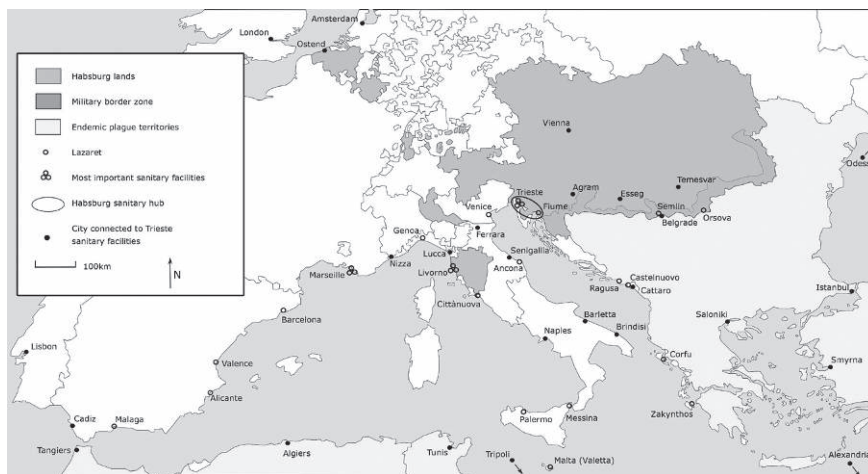 Habsburg lands
Military border zone
Endemic plague territories
Lazaret
Most important sanitary facilities
Habsburg sanitary hub
City connected to Trieste
sanitary facilities
100km
N
London
Amsterdam
Ostend
Vienna
Trieste
Agram
Esseg
Temesvar
Odess
Venice
Fiume
Semlin
Belgrade
Orsova
Genoa
Ferrara
Lucca
Senigallia
Marseille
Nizza
Livorno
Ancona
Ragusa
Castelnuovo
Cattaro
Istanbul
Cittànuova
Barcelona
Barletta
Saloniki
Lisbon
Naples
Brindisi
Valence
Corfu
Smyrna
Alicante
Zakynthos
Cadiz
Malaga
Palermo
Messina
Tangiers
Algiers
Tunis
Tripoli
Malta (Valetta)
Alexandria